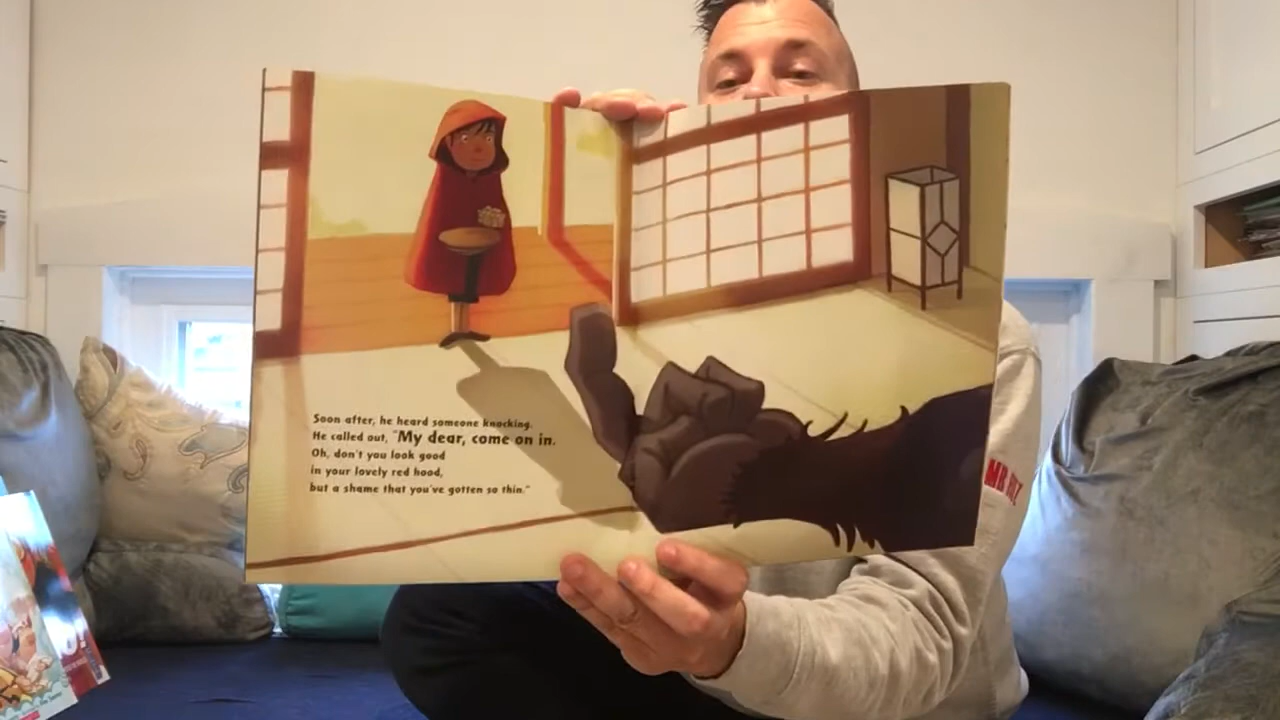 Soon after, he heard someone knocking.
He called out, "My dear, come on in.
Oh, don't you look good
in your lovely red hood,
but a shame that you've gotten so thin."